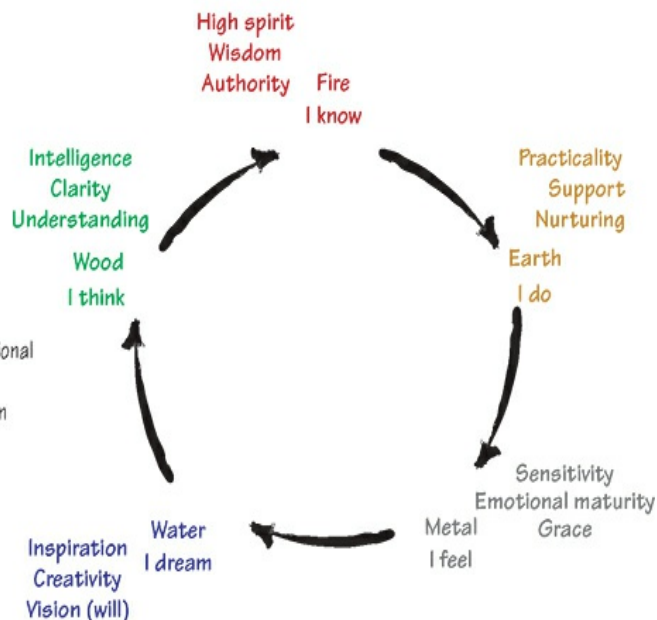 High spirit
Wisdom
Authority
Fire
I know
Intelligence
Clarity
Understanding
Wood
I think
Practicality
Support
Nurturing
Earth
I do
Sensitivity
Emotional maturity
Grace
Metal
I feel
Water
I dream
Inspiration
Creativity
Vision (will)